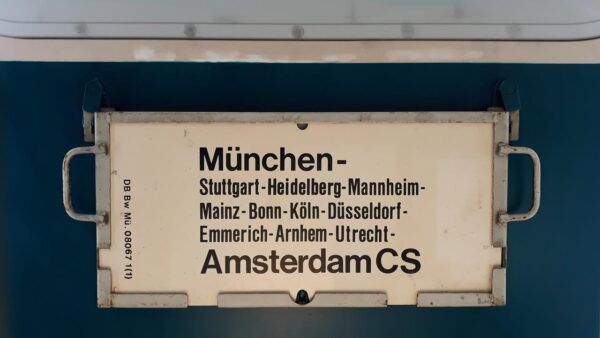 München-
Stuttgart-Heidelberg-Mannheim-
Mainz-Bonn-Köln-Düsseldorf-
Emmerich-Arnhem-Utrecht-
Amsterdam CS
DB Bw Mü. 08067 1(1)